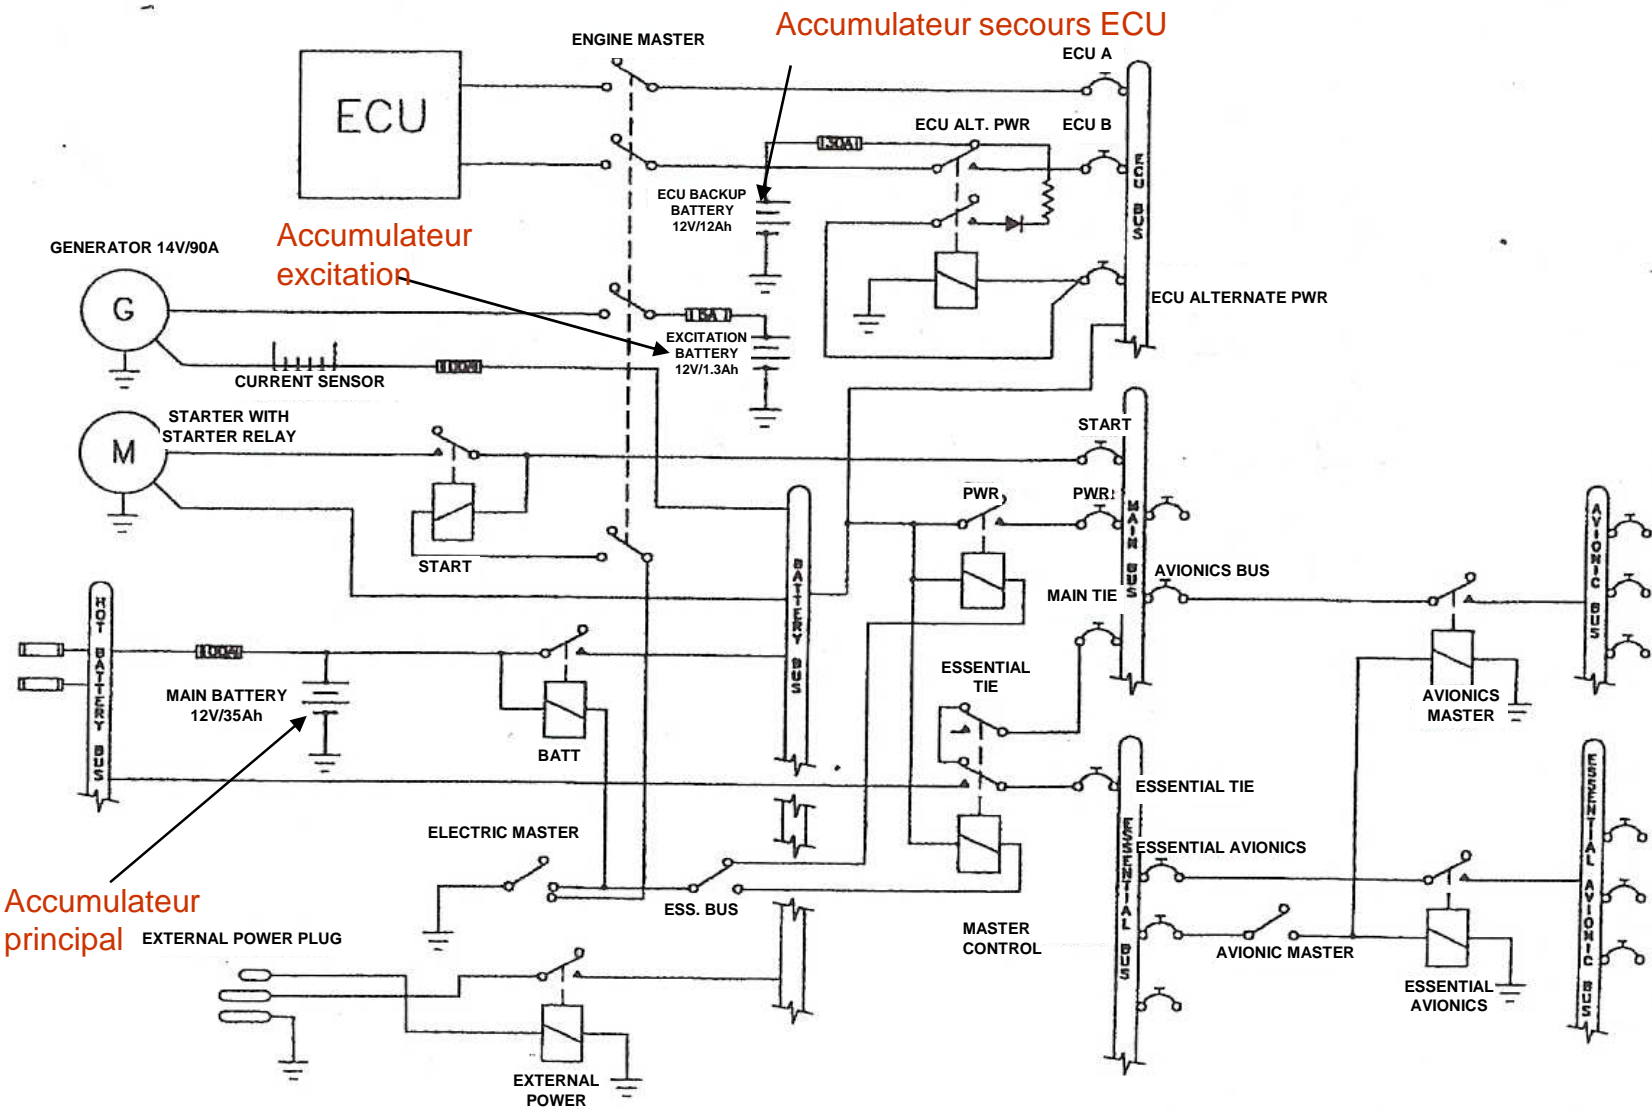 Accumulateur secours ECU
ENGINE MASTER
ECU A
ECU
ECU ALT. PWR
ECU B
30A
ECU BUS
ECU BACKUP
BATTERY
12V/12Ah
GENERATOR 14V/90A
Accumulateur
excitation
G
ECU ALTERNATE PWR
5A
EXCITATION
BATTERY
12V/1.3Ah
100A
CURRENT SENSOR
STARTER WITH
STARTER RELAY
START
M
PWR
PWR
MAIN BUS
AVIONIC BUS
START
AVIONICS BUS
BATTERY BUS
HOT BATTERY BUS
MAIN TIE
100A
ESSENTIAL
TIE
MAIN BATTERY
12V/35Ah
AVIONICS
MASTER
BATT
ESSENTIAL TIE
ESSENTIAL AVIONIC BUS
ELECTRIC MASTER
ESSENTIAL BUS
ESSENTIAL AVIONICS
Accumulateur
principal
ESS. BUS
EXTERNAL POWER PLUG
MASTER
CONTROL
AVIONIC MASTER
ESSENTIAL
AVIONICS
EXTERNAL
POWER